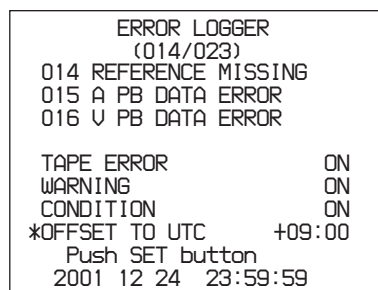 ERROR LOGGER
(014/023)
014 REFERENCE MISSING
015 A PB DATA ERROR
016 V PB DATA ERROR
TAPE ERROR ON
WARNING ON
CONDITION ON
*OFFSET TO UTC +09:00
Push SET button
2001 12 24 23:59:59